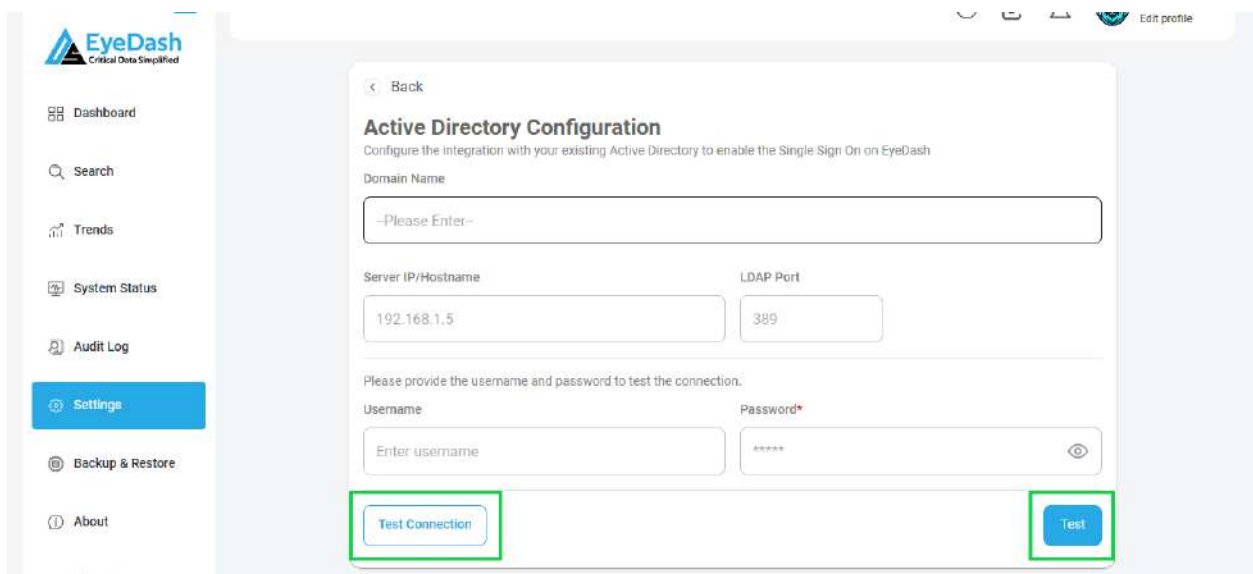 Edit profile
EyeDash
Critical Data Simplified
Dashboard
Search
Trends
System Status
Audit Log
Settings
Backup & Restore
About
Back
Active Directory Configuration
Configure the integration with your existing Active Directory to enable the Single Sign On on EyeDash
Domain Name
--Please Enter--
Server IP/Hostname LDAP Port
192.168.1.5 389
Please provide the username and password to test the connection.
Username Password*
Enter username *****
Test Connection Test